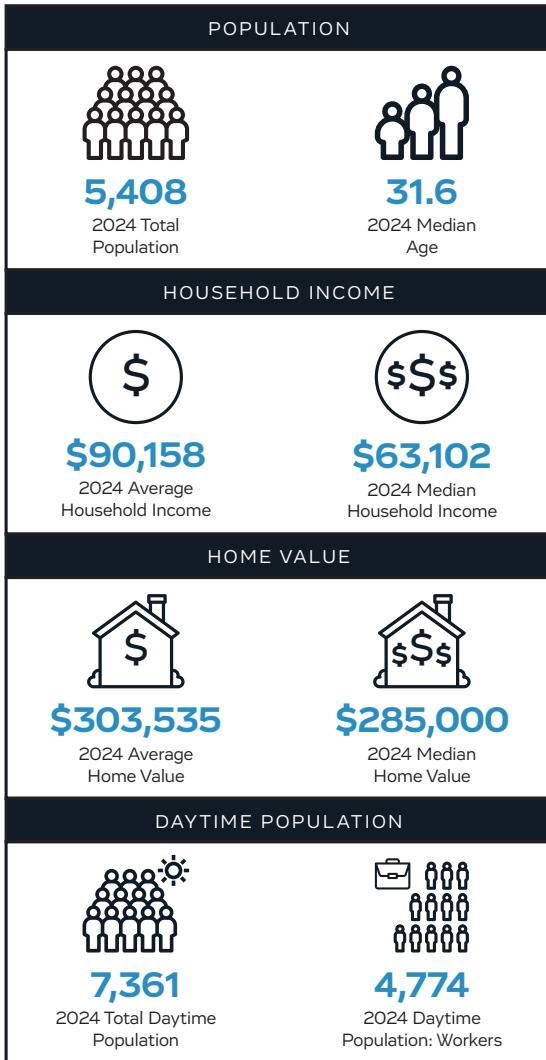 POPULATION
5,408
2024 Total
Population
31.6
2024 Median
Age
HOUSEHOLD INCOME
$
$90,158
2024 Average
Household Income
$$$
$63,102
2024 Median
Household Income
HOME VALUE
$
$303,535
2024 Average
Home Value
$$$
$285,000
2024 Median
Home Value
DAYTIME POPULATION
7,361
2024 Total Daytime
Population
4,774
2024 Daytime
Population: Workers